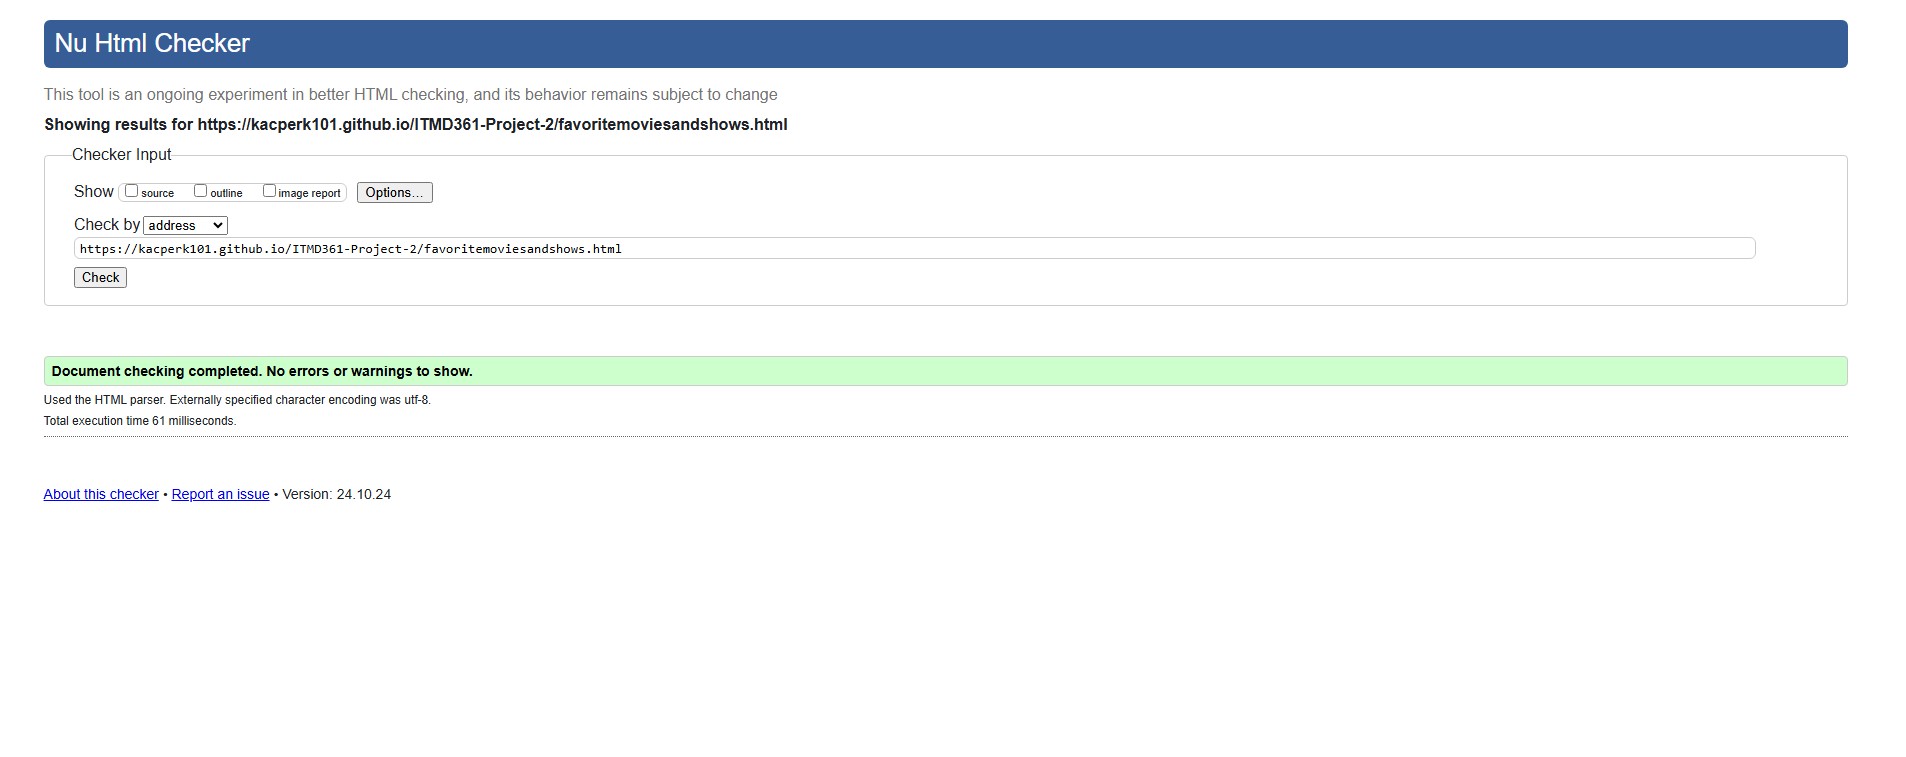 Nu Html Checker
This tool is an ongoing experiment in better HTML checking, and its behavior remains subject to change
Showing results for https://kacperk101.github.io/ITMD361-Project-2/favoritemoviesandshows.html
Checker Input
Show source outline image report Options...
Check by address
https://kacperk101.github.io/ITMD361-Project-2/favoritemoviesandshows.html
Check
Document checking completed. No errors or warnings to show.
Used the HTML parser. Externally specified character encoding was utf-8.
Total execution time 61 milliseconds.
About this checker • Report an issue • Version: 24.10.24